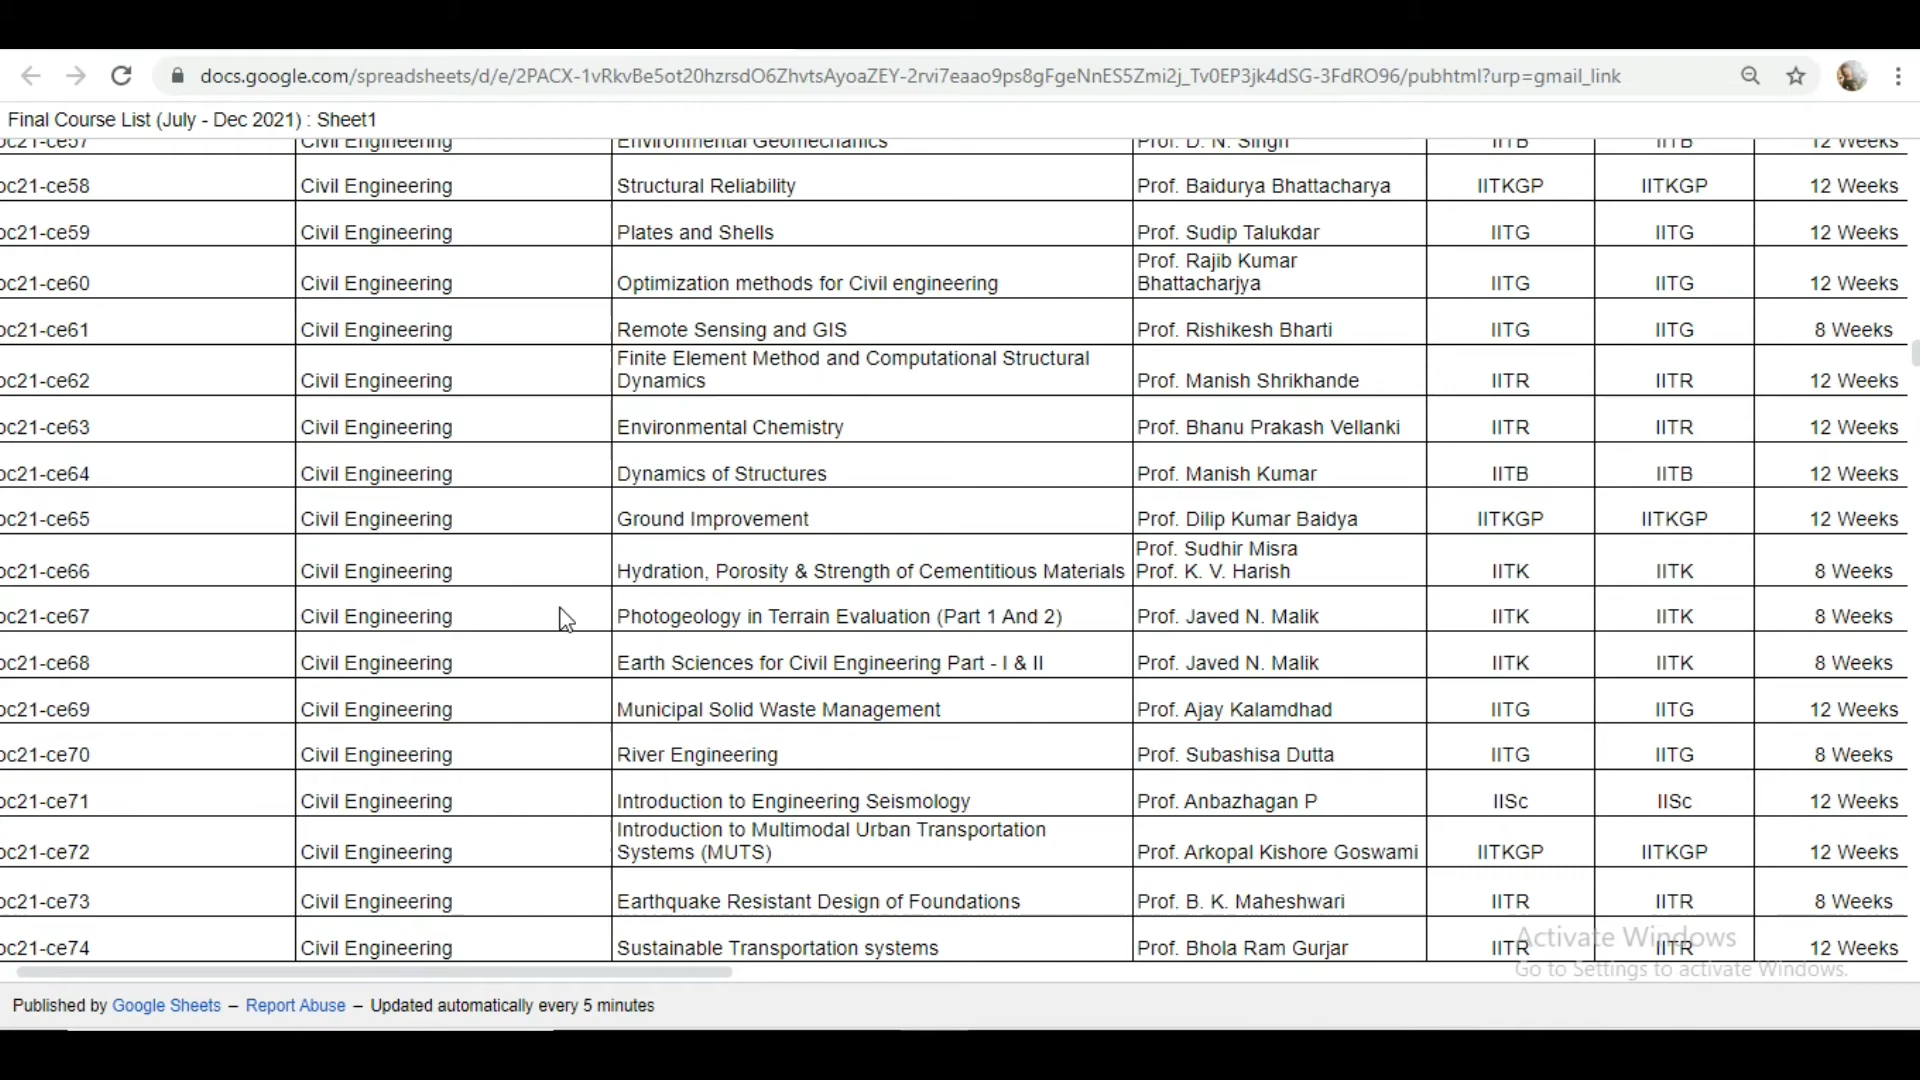 docs.google.com/spreadsheets/d/e/2PACX-1vRkvBe5ot20hzrsdO6ZhvtsAyoaZEY-2rvi7eaao9ps8gFgeNnES5Zmi2j_Tv0EP3jk4dSG-3FdRO96/pubhtml?urp=gmail_link
Final Course List (July - Dec 2021) : Sheet1
oc21-ce57 Civil Engineering Environmental Geomechanics Prof. D. N. Singh IITB IITB 12 Weeks
oc21-ce58 Civil Engineering Structural Reliability Prof. Baidurya Bhattacharya IITKGP IITKGP 12 Weeks
oc21-ce59 Civil Engineering Plates and Shells Prof. Sudip Talukdar IITG IITG 12 Weeks
Prof. Rajib Kumar
oc21-ce60 Civil Engineering Optimization methods for Civil engineering Bhattacharjya IITG IITG 12 Weeks
oc21-ce61 Civil Engineering Remote Sensing and GIS Prof. Rishikesh Bharti IITG IITG 8 Weeks
Finite Element Method and Computational Structural
oc21-ce62 Civil Engineering Dynamics Prof. Manish Shrikhande IITR IITR 12 Weeks
oc21-ce63 Civil Engineering Environmental Chemistry Prof. Bhanu Prakash Vellanki IITR IITR 12 Weeks
oc21-ce64 Civil Engineering Dynamics of Structures Prof. Manish Kumar IITB IITB 12 Weeks
oc21-ce65 Civil Engineering Ground Improvement Prof. Dilip Kumar Baidya IITKGP IITKGP 12 Weeks
Prof. Sudhir Misra
oc21-ce66 Civil Engineering Hydration, Porosity & Strength of Cementitious Materials Prof. K. V. Harish IITK IITK 8 Weeks
oc21-ce67 Civil Engineering Photogeology in Terrain Evaluation (Part 1 And 2) Prof. Javed N. Malik IITK IITK 8 Weeks
oc21-ce68 Civil Engineering Earth Sciences for Civil Engineering Part - I & II Prof. Javed N. Malik IITK IITK 8 Weeks
oc21-ce69 Civil Engineering Municipal Solid Waste Management Prof. Ajay Kalamdhad IITG IITG 12 Weeks
oc21-ce70 Civil Engineering River Engineering Prof. Subashisa Dutta IITG IITG 8 Weeks
oc21-ce71 Civil Engineering Introduction to Engineering Seismology Prof. Anbazhagan P IISc IISc 12 Weeks
Introduction to Multimodal Urban Transportation
oc21-ce72 Civil Engineering Systems (MUTS) Prof. Arkopal Kishore Goswami IITKGP IITKGP 12 Weeks
oc21-ce73 Civil Engineering Earthquake Resistant Design of Foundations Prof. B. K. Maheshwari IITR IITR 8 Weeks
oc21-ce74 Civil Engineering Sustainable Transportation systems Prof. Bhola Ram Gurjar IITR IITR 12 Weeks
Activate Windows
Go to Settings to activate Windows.
Published by Google Sheets – Report Abuse – Updated automatically every 5 minutes